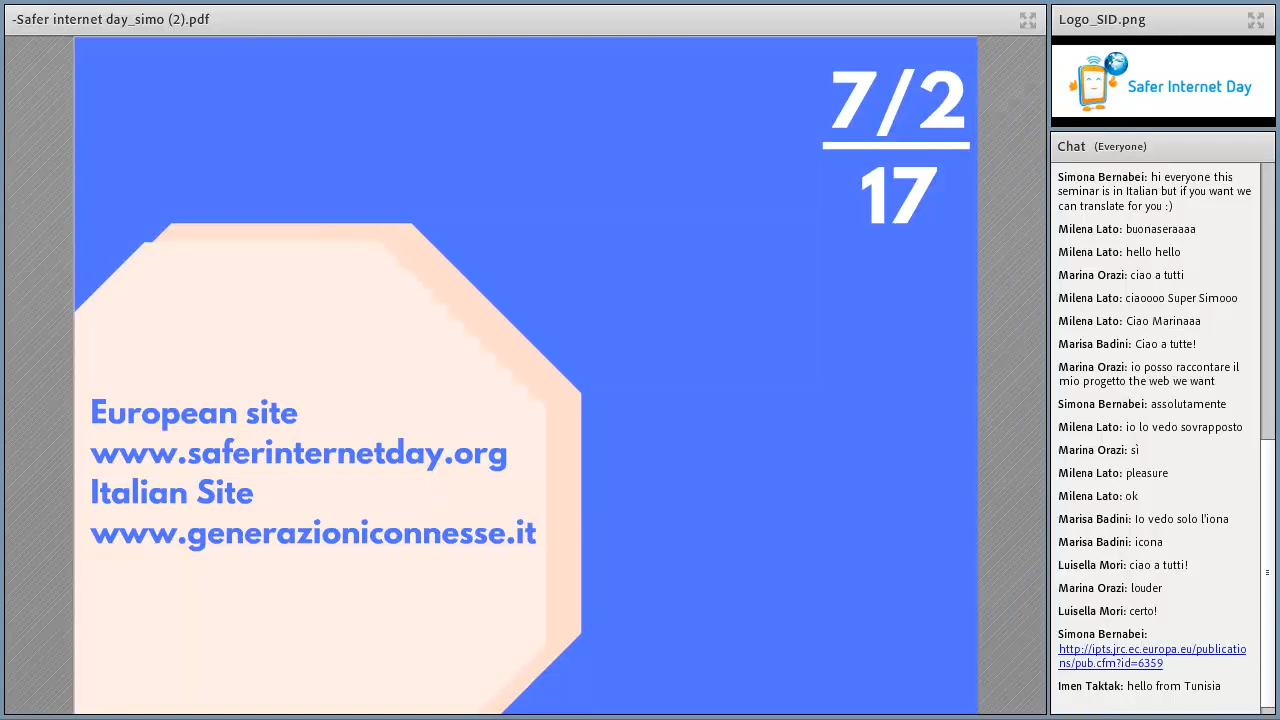 -Safer internet day_simo (2).pdf
7/2
17
European site
www.saferinternetday.org
Italian Site
www.generazioniconnesse.it
Logo_SID.png
Safer Internet Day
Chat (Everyone)
Simona Bernabei: hi everyone this
seminar is in Italian but if you want we
can translate for you :)
Milena Lato: buonaseraaaa
Milena Lato: hello hello
Marina Orazi: ciao a tutti
Milena Lato: ciaoooo Super Simooo
Milena Lato: Ciao Marinaaa
Marisa Badini: Ciao a tutte!
Marina Orazi: io posso raccontare il
mio progetto the web we want
Simona Bernabei: assolutamente
Milena Lato: io lo vedo sovrapposto
Marina Orazi: sì
Milena Lato: pleasure
Milena Lato: ok
Marisa Badini: Io vedo solo l'iona
Marisa Badini: icona
Luisella Mori: ciao a tutti!
Marina Orazi: louder
Luisella Mori: certo!
Simona Bernabei:
http://ipts.jrc.ec.europa.eu/publicatio
ns/pub.cfm?id=6359
Imen Taktak: hello from Tunisia